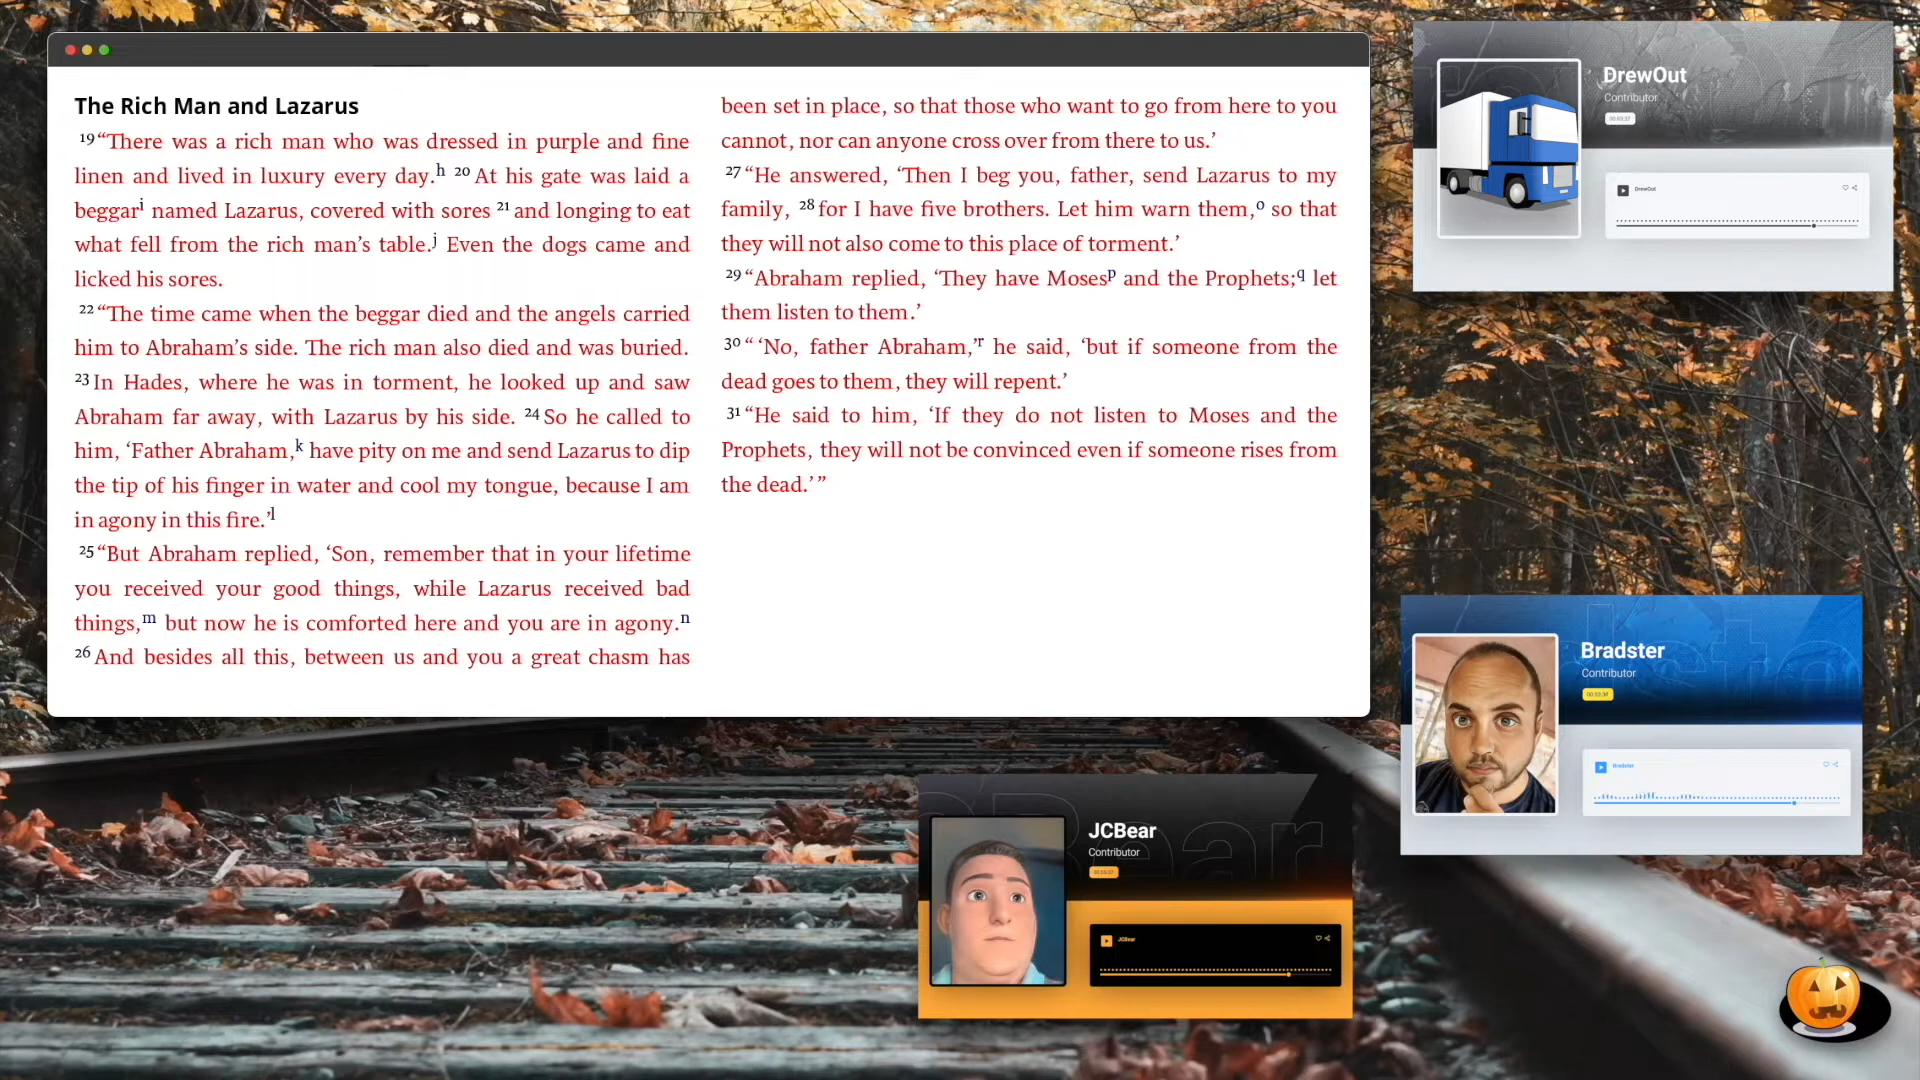 The Rich Man and Lazarus
19 “There was a rich man who was dressed in purple and fine
linen and lived in luxury every day.h 20 At his gate was laid a
beggari named Lazarus, covered with sores 21 and longing to eat
what fell from the rich man’s table.j Even the dogs came and
licked his sores.
22 “The time came when the beggar died and the angels carried
him to Abraham’s side. The rich man also died and was buried.
23 In Hades, where he was in torment, he looked up and saw
Abraham far away, with Lazarus by his side. 24 So he called to
him, ‘Father Abraham,k have pity on me and send Lazarus to dip
the tip of his finger in water and cool my tongue, because I am
in agony in this fire.’l
25 “But Abraham replied, ‘Son, remember that in your lifetime
you received your good things, while Lazarus received bad
things,m but now he is comforted here and you are in agony.n
26 And besides all this, between us and you a great chasm has
been set in place, so that those who want to go from here to you
cannot, nor can anyone cross over from there to us.’
27 “He answered, ‘Then I beg you, father, send Lazarus to my
family, 28 for I have five brothers. Let him warn them,o so that
they will not also come to this place of torment.’
29 “Abraham replied, ‘They have Mosesp and the Prophets;q let
them listen to them.’
30 “ ‘No, father Abraham,’r he said, ‘but if someone from the
dead goes to them, they will repent.’
31 “He said to him, ‘If they do not listen to Moses and the
Prophets, they will not be convinced even if someone rises from
the dead.’ ”
DrewOut
Contributor
DrewOut
Bradster
Contributor
Bradster
JCBear
Contributor
JCBear